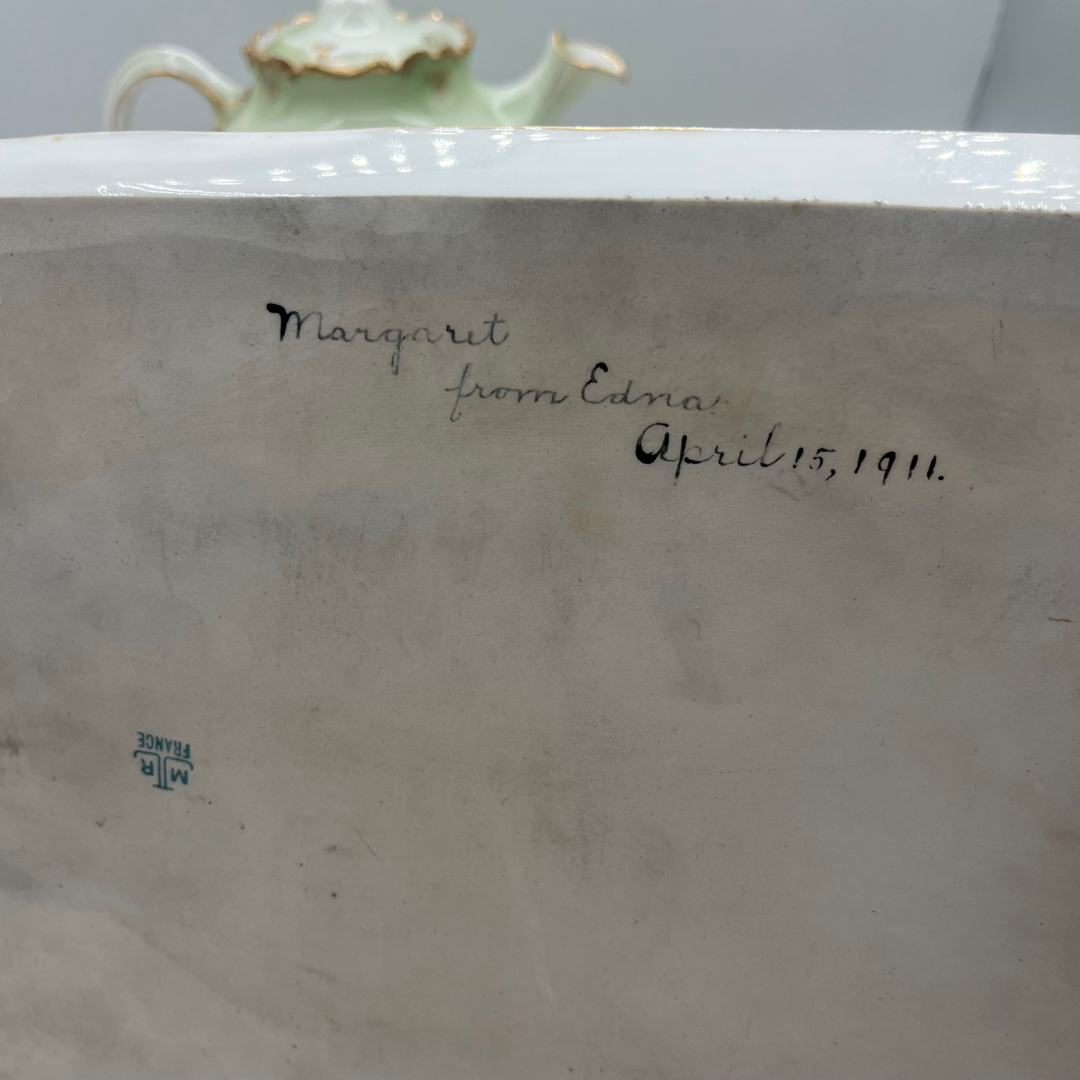 Margaret
from Edna
April 15, 1911.
FRANCE
M R